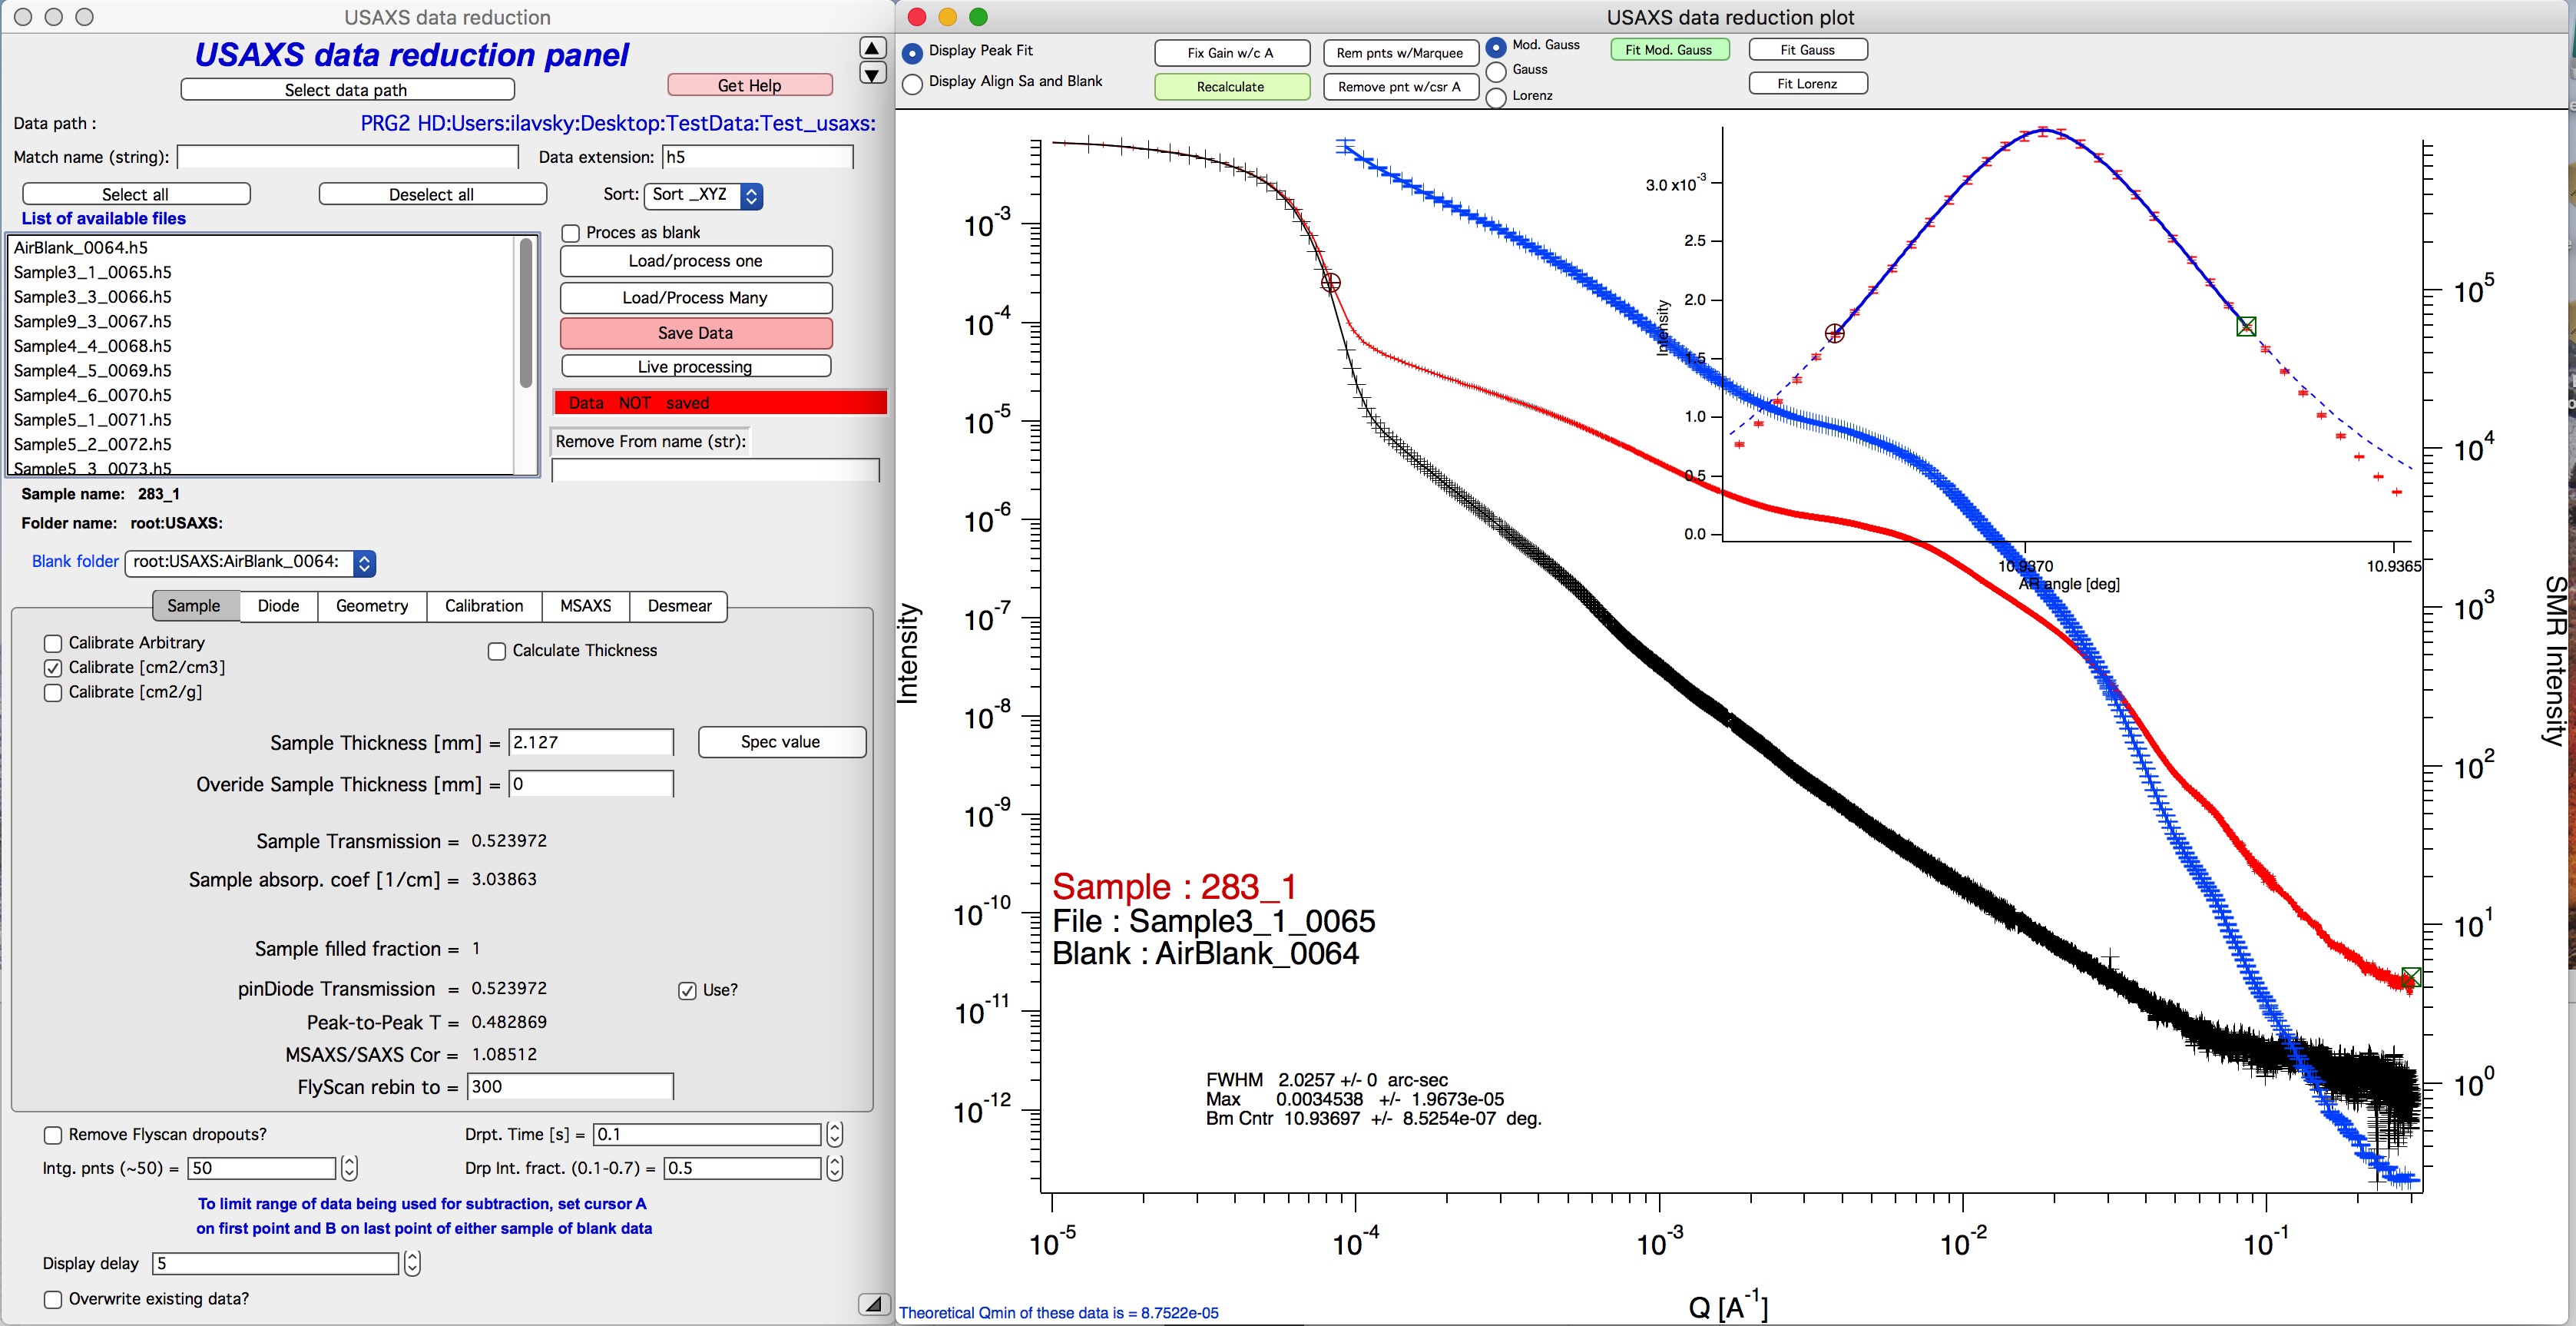 USAXS data reduction
USAXS data reduction panel
Select data path
Get Help
Data path :
PRG2 HD:Users:ilavsky:Desktop:TestData:Test_usaxs:
Match name (string):
Data extension: h5
Select all
Deselect all
Sort: Sort _XYZ
List of available files
AirBlank_0064.h5
Sample3_1_0065.h5
Sample3_3_0066.h5
Sample9_3_0067.h5
Sample4_4_0068.h5
Sample4_5_0069.h5
Sample4_6_0070.h5
Sample5_1_0071.h5
Sample5_2_0072.h5
Sample5_3_0073.h5
Proces as blank
Load/process one
Load/Process Many
Save Data
Live processing
Data NOT saved
Remove From name (str):
Sample name: 283_1
Folder name: root:USAXS:
Blank folder root:USAXS:AirBlank_0064:
Sample Diode Geometry Calibration MSAXS Desmear
Calibrate Arbitrary
Calibrate [cm2/cm3]
Calibrate [cm2/g]
Calculate Thickness
Sample Thickness [mm] = 2.127
Spec value
Overide Sample Thickness [mm] = 0
Sample Transmission = 0.523972
Sample absorp. coef [1/cm] = 3.03863
Sample filled fraction = 1
pinDiode Transmission = 0.523972
Use?
Peak-to-Peak T = 0.482869
MSAXS/SAXS Cor = 1.08512
FlyScan rebin to = 300
Remove Flyscan dropouts?
Drpt. Time [s] = 0.1
Intg. pnts (~50) = 50
Drp Int. fract. (0.1-0.7) = 0.5
To limit range of data being used for subtraction, set cursor A
on first point and B on last point of either sample of blank data
Display delay 5
Overwrite existing data?
USAXS data reduction plot
Display Peak Fit
Display Align Sa and Blank
Fix Gain w/c A
Recalculate
Rem pnts w/Marquee
Remove pnt w/csr A
Mod. Gauss
Gauss
Lorenz
Fit Mod. Gauss
Fit Gauss
Fit Lorenz
Intensity
10-3
10-4
10-5
10-6
10-7
10-8
10-9
10-10
10-11
10-12
Intensity
3.0 x10-3
2.5
2.0
1.5
1.0
0.5
0.0
10.9370
10.9365
AR angle [deg]
105
104
103
102
101
100
SMR Intensity
Sample : 283_1
File : Sample3_1_0065
Blank : AirBlank_0064
FWHM 2.0257 +/- 0 arc-sec
Max 0.0034538 +/- 1.9673e-05
Bm Cntr 10.93697 +/- 8.5254e-07 deg.
10-5
10-4
10-3
10-2
10-1
Q [A-1]
Theoretical Qmin of these data is = 8.7522e-05